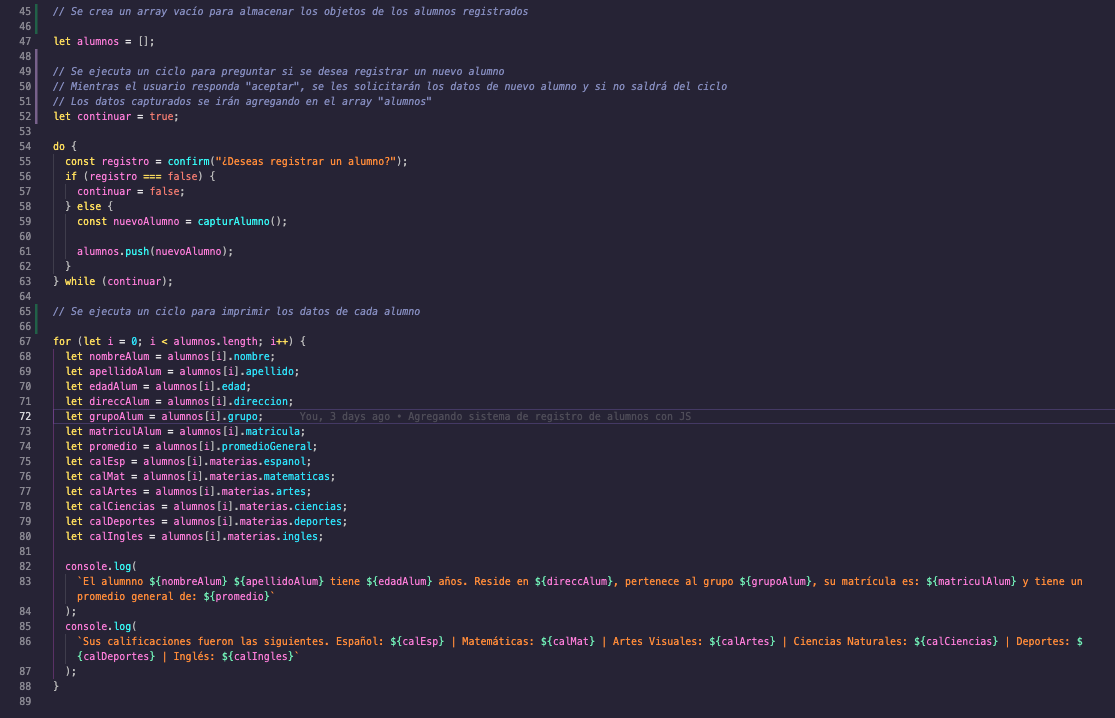 45 // Se crea un array vacío para almacenar los objetos de los alumnos registrados
46
47 let alumnos = [];
48
49 // Se ejecuta un ciclo para preguntar si se desea registrar un nuevo alumno
50 // Mientras el usuario responda "aceptar", se les solicitarán los datos de nuevo alumno y si no saldrá del ciclo
51 // Los datos capturados se irán agregando en el array "alumnos"
52 let continuar = true;
53
54 do {
55   const registro = confirm("¿Deseas registrar un alumno?");
56   if (registro === false) {
57     continuar = false;
58   } else {
59     const nuevoAlumno = capturAlumno();
60
61     alumnos.push(nuevoAlumno);
62   }
63 } while (continuar);
64
65 // Se ejecuta un ciclo para imprimir los datos de cada alumno
66
67 for (let i = 0; i < alumnos.length; i++) {
68   let nombreAlum = alumnos[i].nombre;
69   let apellidoAlum = alumnos[i].apellido;
70   let edadAlum = alumnos[i].edad;
71   let direccAlum = alumnos[i].direccion;
72   let grupoAlum = alumnos[i].grupo;      You, 3 days ago • Agregando sistema de registro de alumnos con JS
73   let matriculAlum = alumnos[i].matricula;
74   let promedio = alumnos[i].promedioGeneral;
75   let calEsp = alumnos[i].materias.espanol;
76   let calMat = alumnos[i].materias.matematicas;
77   let calArtes = alumnos[i].materias.artes;
78   let calCiencias = alumnos[i].materias.ciencias;
79   let calDeportes = alumnos[i].materias.deportes;
80   let calIngles = alumnos[i].materias.ingles;
81
82   console.log(
83     `El alumnno ${nombreAlum} ${apellidoAlum} tiene ${edadAlum} años. Reside en ${direccAlum}, pertenece al grupo ${grupoAlum}, su matrícula es: ${matriculAlum} y tiene un
     promedio general de: ${promedio}`
84   );
85   console.log(
86     `Sus calificaciones fueron las siguientes. Español: ${calEsp} | Matemáticas: ${calMat} | Artes Visuales: ${calArtes} | Ciencias Naturales: ${calCiencias} | Deportes: $
     {calDeportes} | Inglés: ${calIngles}`
87   );
88 }
89